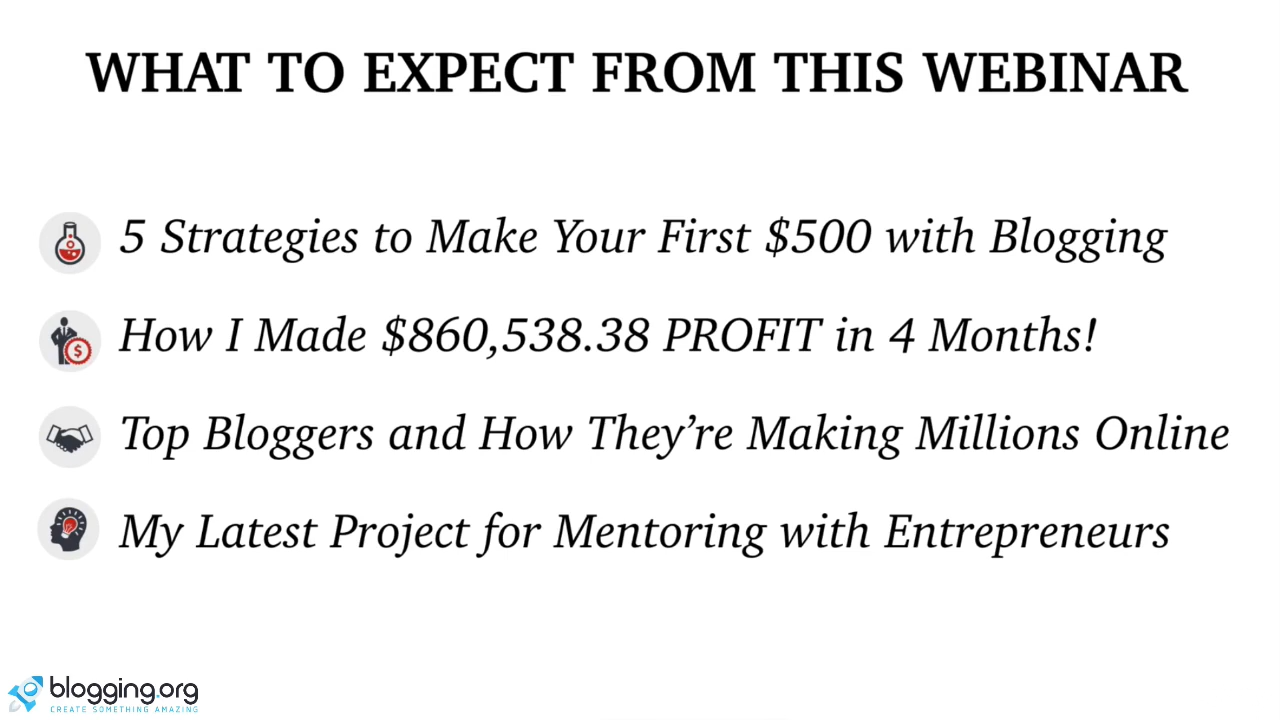 WHAT TO EXPECT FROM THIS WEBINAR
5 Strategies to Make Your First $500 with Blogging
$
How I Made $860,538.38 PROFIT in 4 Months!
Top Bloggers and How They’re Making Millions Online
My Latest Project for Mentoring with Entrepreneurs
blogging.org
CREATE SOMETHING AMAZING